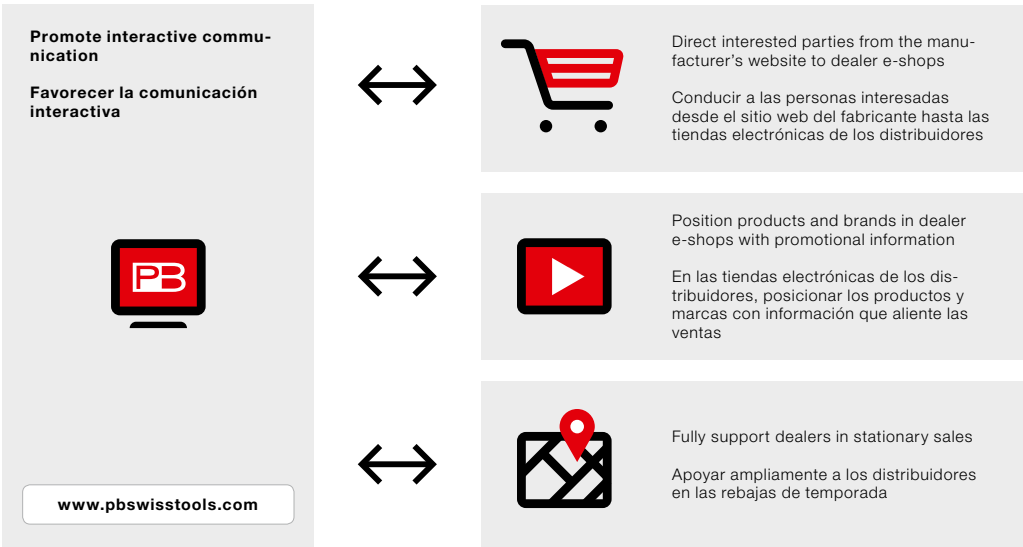 Promote interactive commu-
nication
Favorecer la comunicación
interactiva
PB
www.pbswisstools.com
Direct interested parties from the manu-
facturer's website to dealer e-shops
Conducir a las personas interesadas
desde el sitio web del fabricante hasta las
tiendas electrónicas de los distribuidores
Position products and brands in dealer
e-shops with promotional information
En las tiendas electrónicas de los dis-
tribuidores, posicionar los productos y
marcas con información que aliente las
ventas
Fully support dealers in stationary sales
Apoyar ampliamente a los distribuidores
en las rebajas de temporada